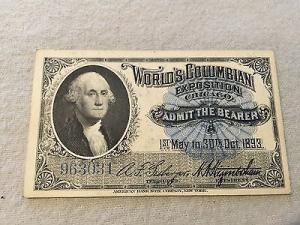 WORLD'S COLUMBIAN
EXPOSITION
CHICAGO
ADMIT THE BEARER
A
1ST MAY TO 30TH OCT. 1893.
963031
TREASURER
PRESIDENT
AMERICAN BANK NOTE COMPANY, NEW YORK.